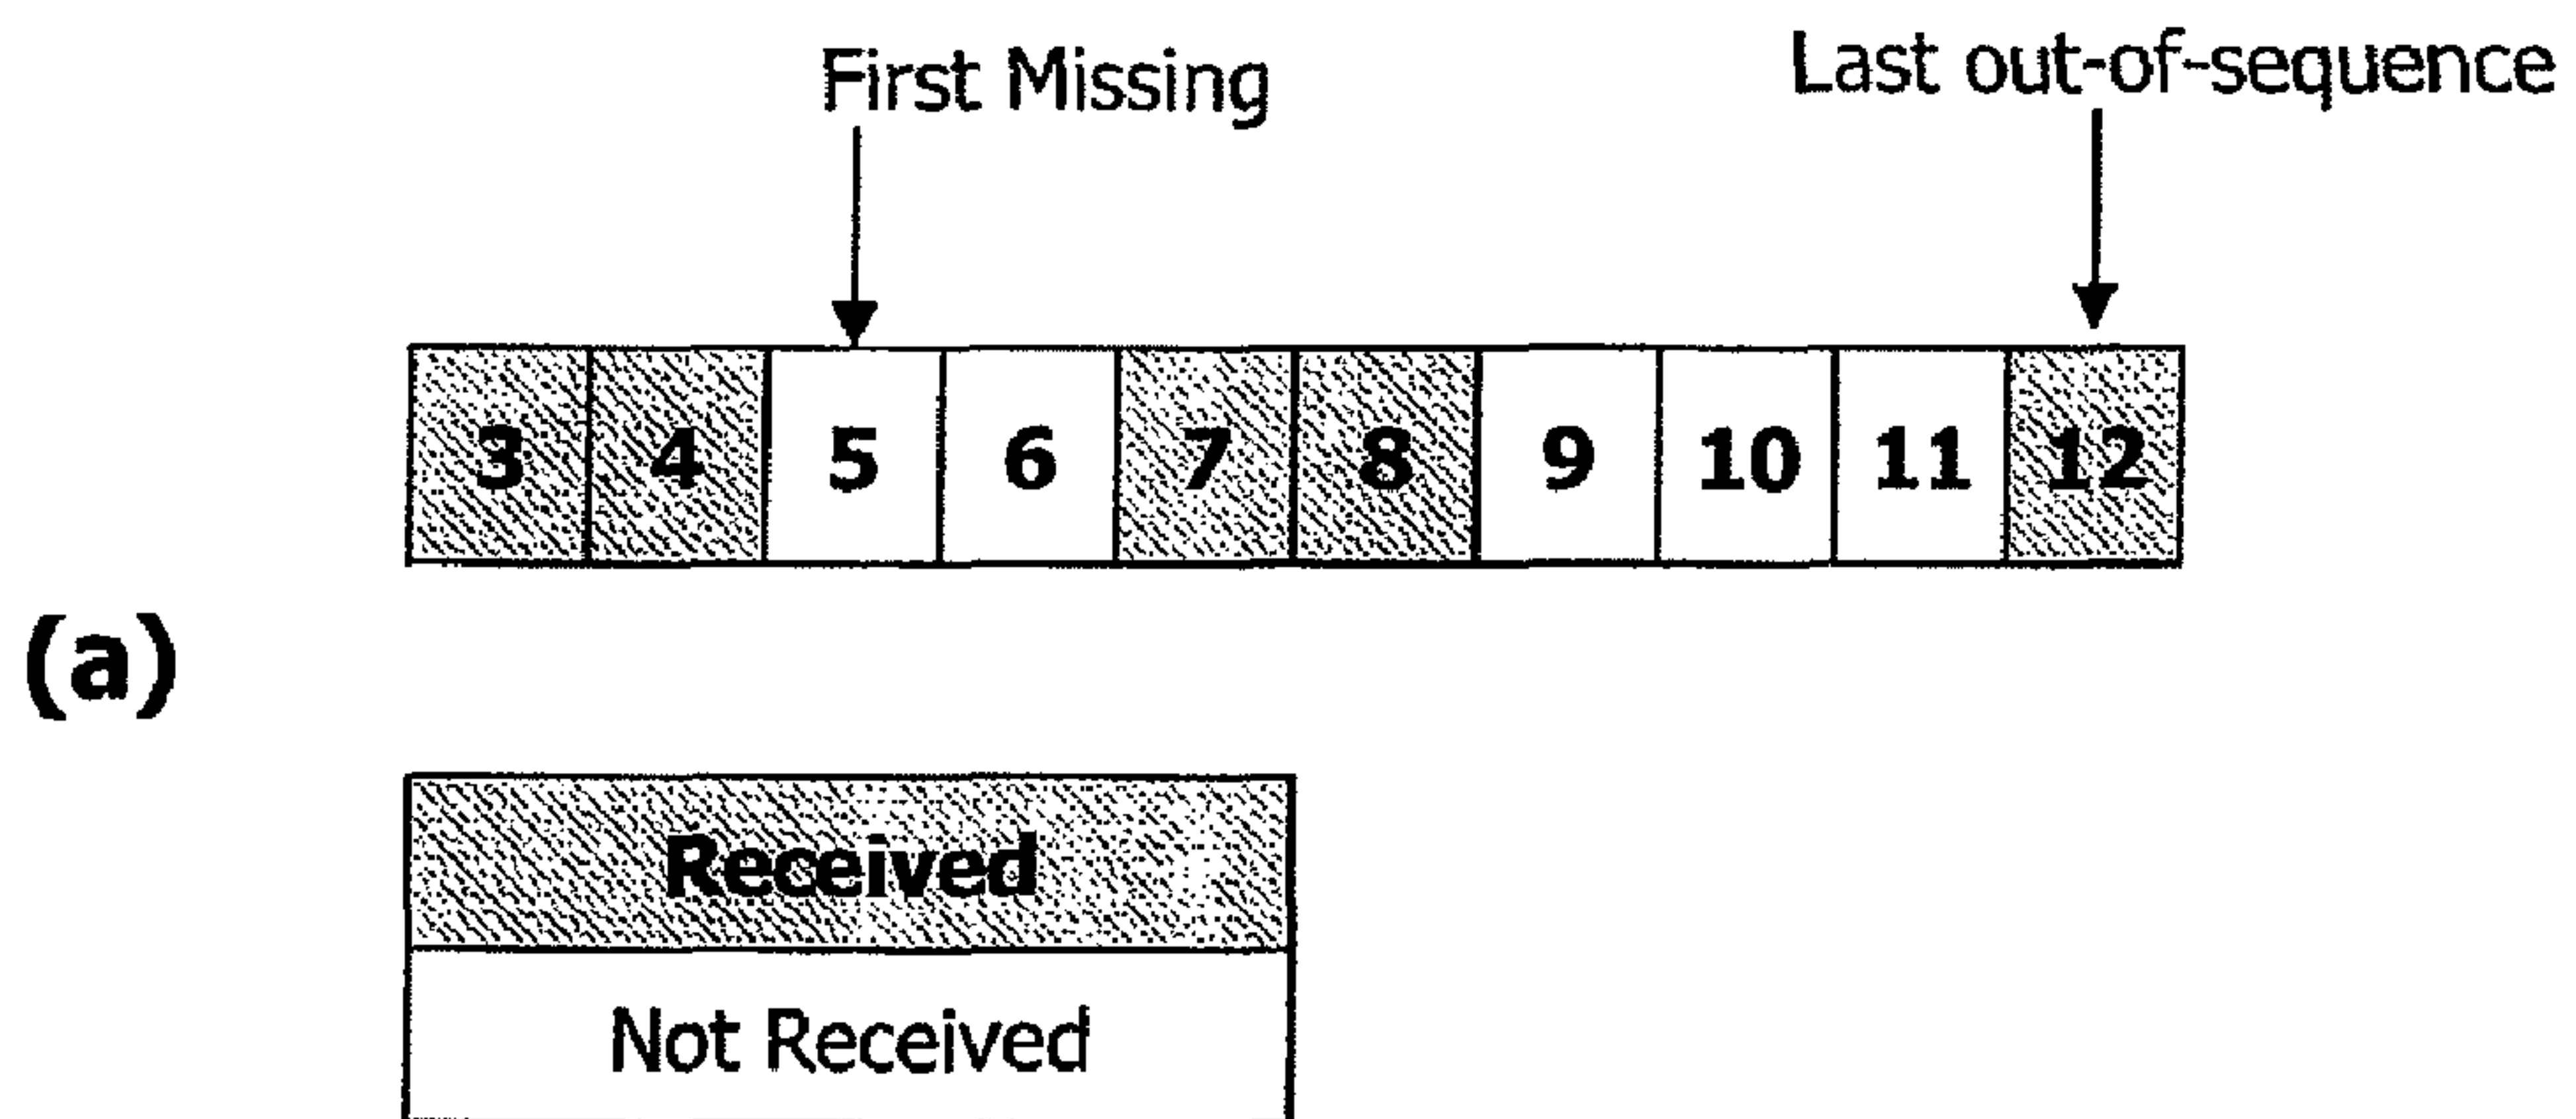 First Missing
Last out-of-sequence
3 4 5 6 7 8 9 10 11 12
(a)
Received
Not Received